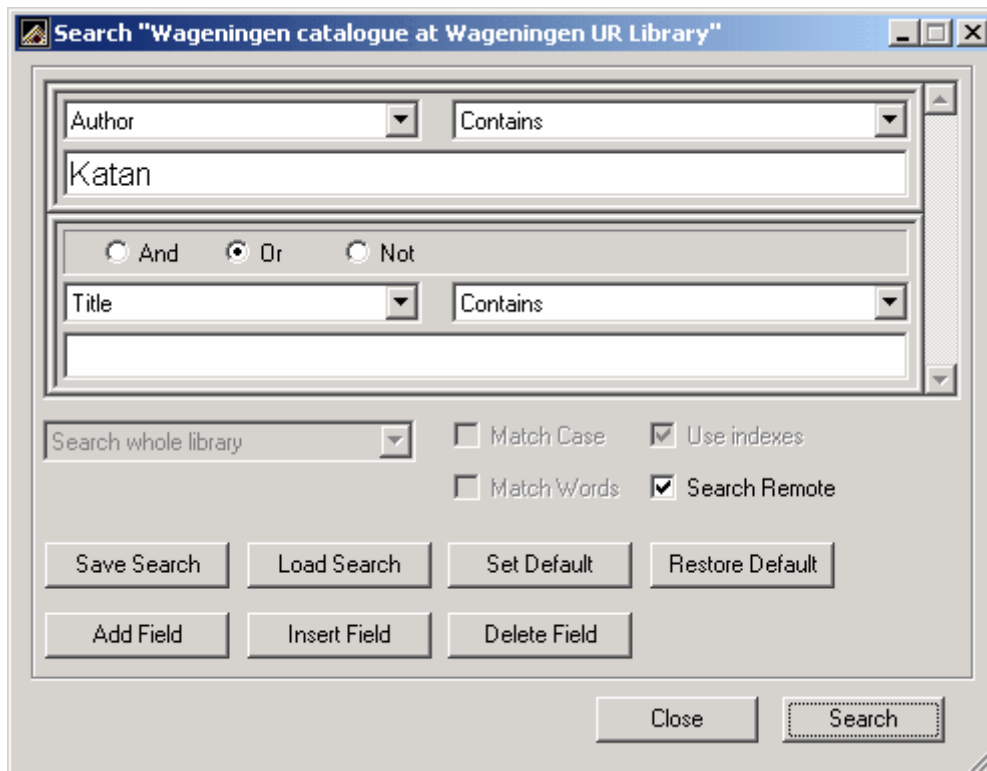 Search "Wageningen catalogue at Wageningen UR Library"
Author Contains
Katan
And Or Not
Title Contains
Search whole library Match Case Use indexes
Match Words Search Remote
Save Search Load Search Set Default Restore Default
Add Field Insert Field Delete Field
Close Search